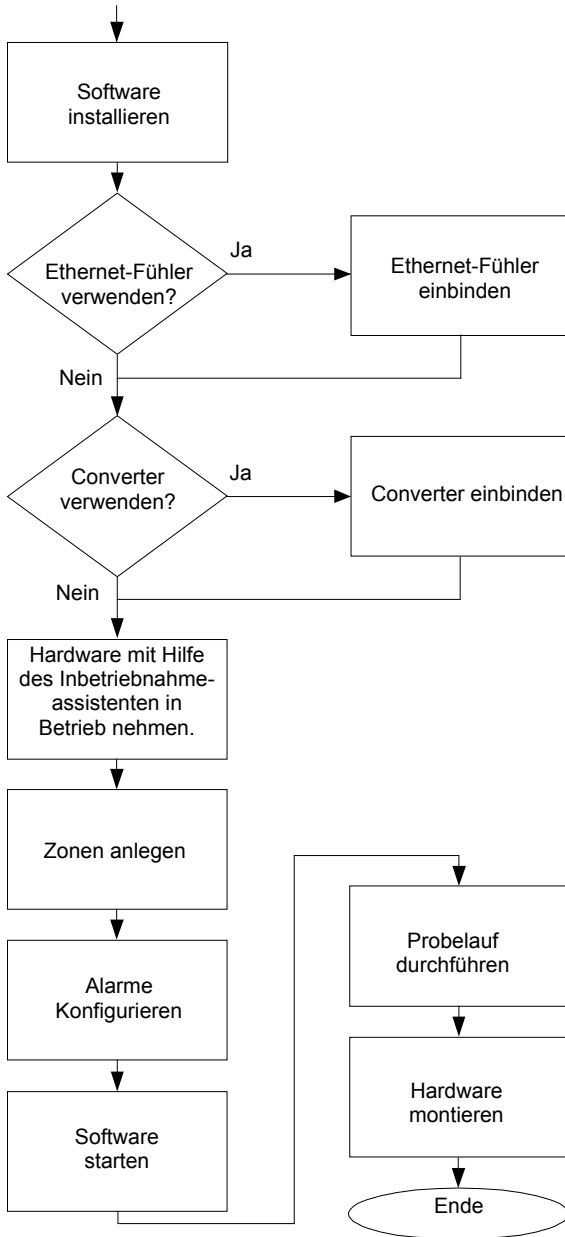 Software
installieren
Ethernet-Fühler
verwenden?
Ja
Ethernet-Fühler
einbinden
Nein
Converter
verwenden?
Ja
Converter einbinden
Nein
Hardware mit Hilfe
des Inbetriebnahme-
assistenten in
Betrieb nehmen.
Zonen anlegen
Alarme
Konfigurieren
Software
starten
Probelauf
durchführen
Hardware
montieren
Ende